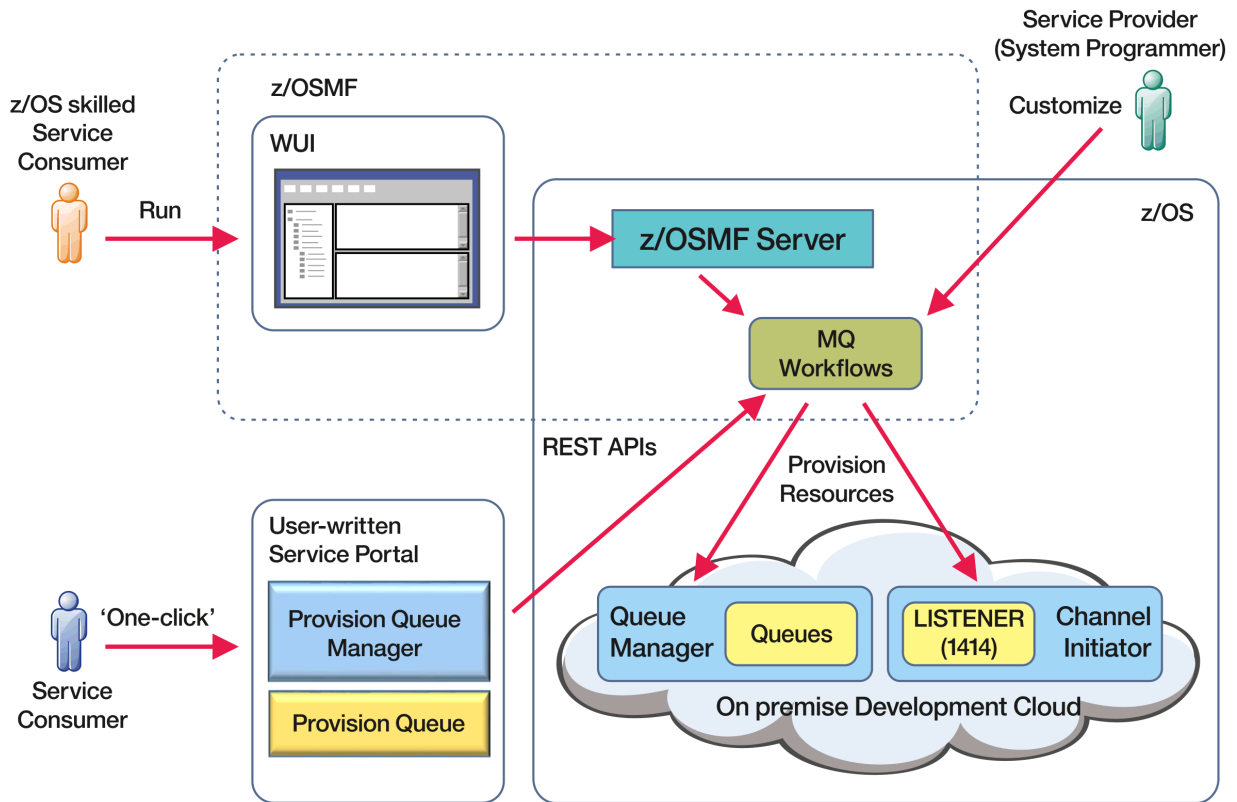 Service Provider
(System Programmer)
Customize
z/OSMF
z/OS skilled
Service
Consumer
Run
WUI
z/OS
z/OSMF Server
MQ
Workflows
REST APIs
Provision
Resources
User-written
Service Portal
'One-click'
Provision Queue
Manager
Provision Queue
Service
Consumer
Queue
Manager
Queues
LISTENER
(1414)
Channel
Initiator
On premise Development Cloud